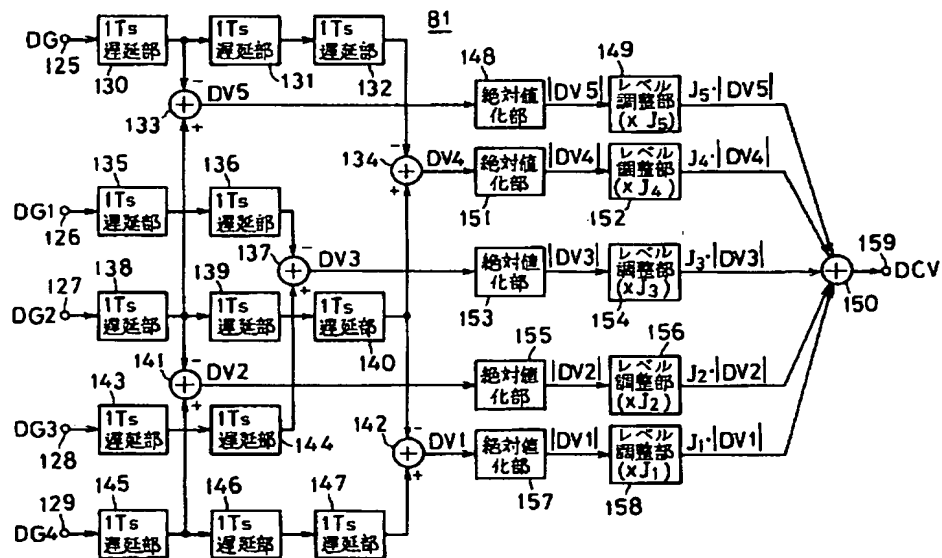 81
DG
125
1Ts
遅延部
130
1Ts
遅延部
131
1Ts
遅延部
132
133
−
+
DV5
148
絶対値
化部
|DV5|
149
レベル
調整部
(×J5)
J5·|DV5|
134
−
+
DV4
絶対値
化部
151
|DV4|
レベル
調整部
(×J4)
152
J4·|DV4|
DG1
126
135
1Ts
遅延部
136
1Ts
遅延部
137
−
+
DV3
絶対値
化部
153
|DV3|
レベル
調整部
(×J3)
154
J3·|DV3|
159
DCV
150
DG2
127
138
1Ts
遅延部
139
1Ts
遅延部
1Ts
遅延部
140
141
−
+
DV2
155
絶対値
化部
|DV2|
156
レベル
調整部
(×J2)
J2·|DV2|
DG3
128
143
1Ts
遅延部
1Ts
遅延部
144
142
−
+
DV1
絶対値
化部
157
|DV1|
レベル
調整部
(×J1)
158
J1·|DV1|
129
DG4
145
1Ts
遅延部
146
1Ts
遅延部
147
1Ts
遅延部